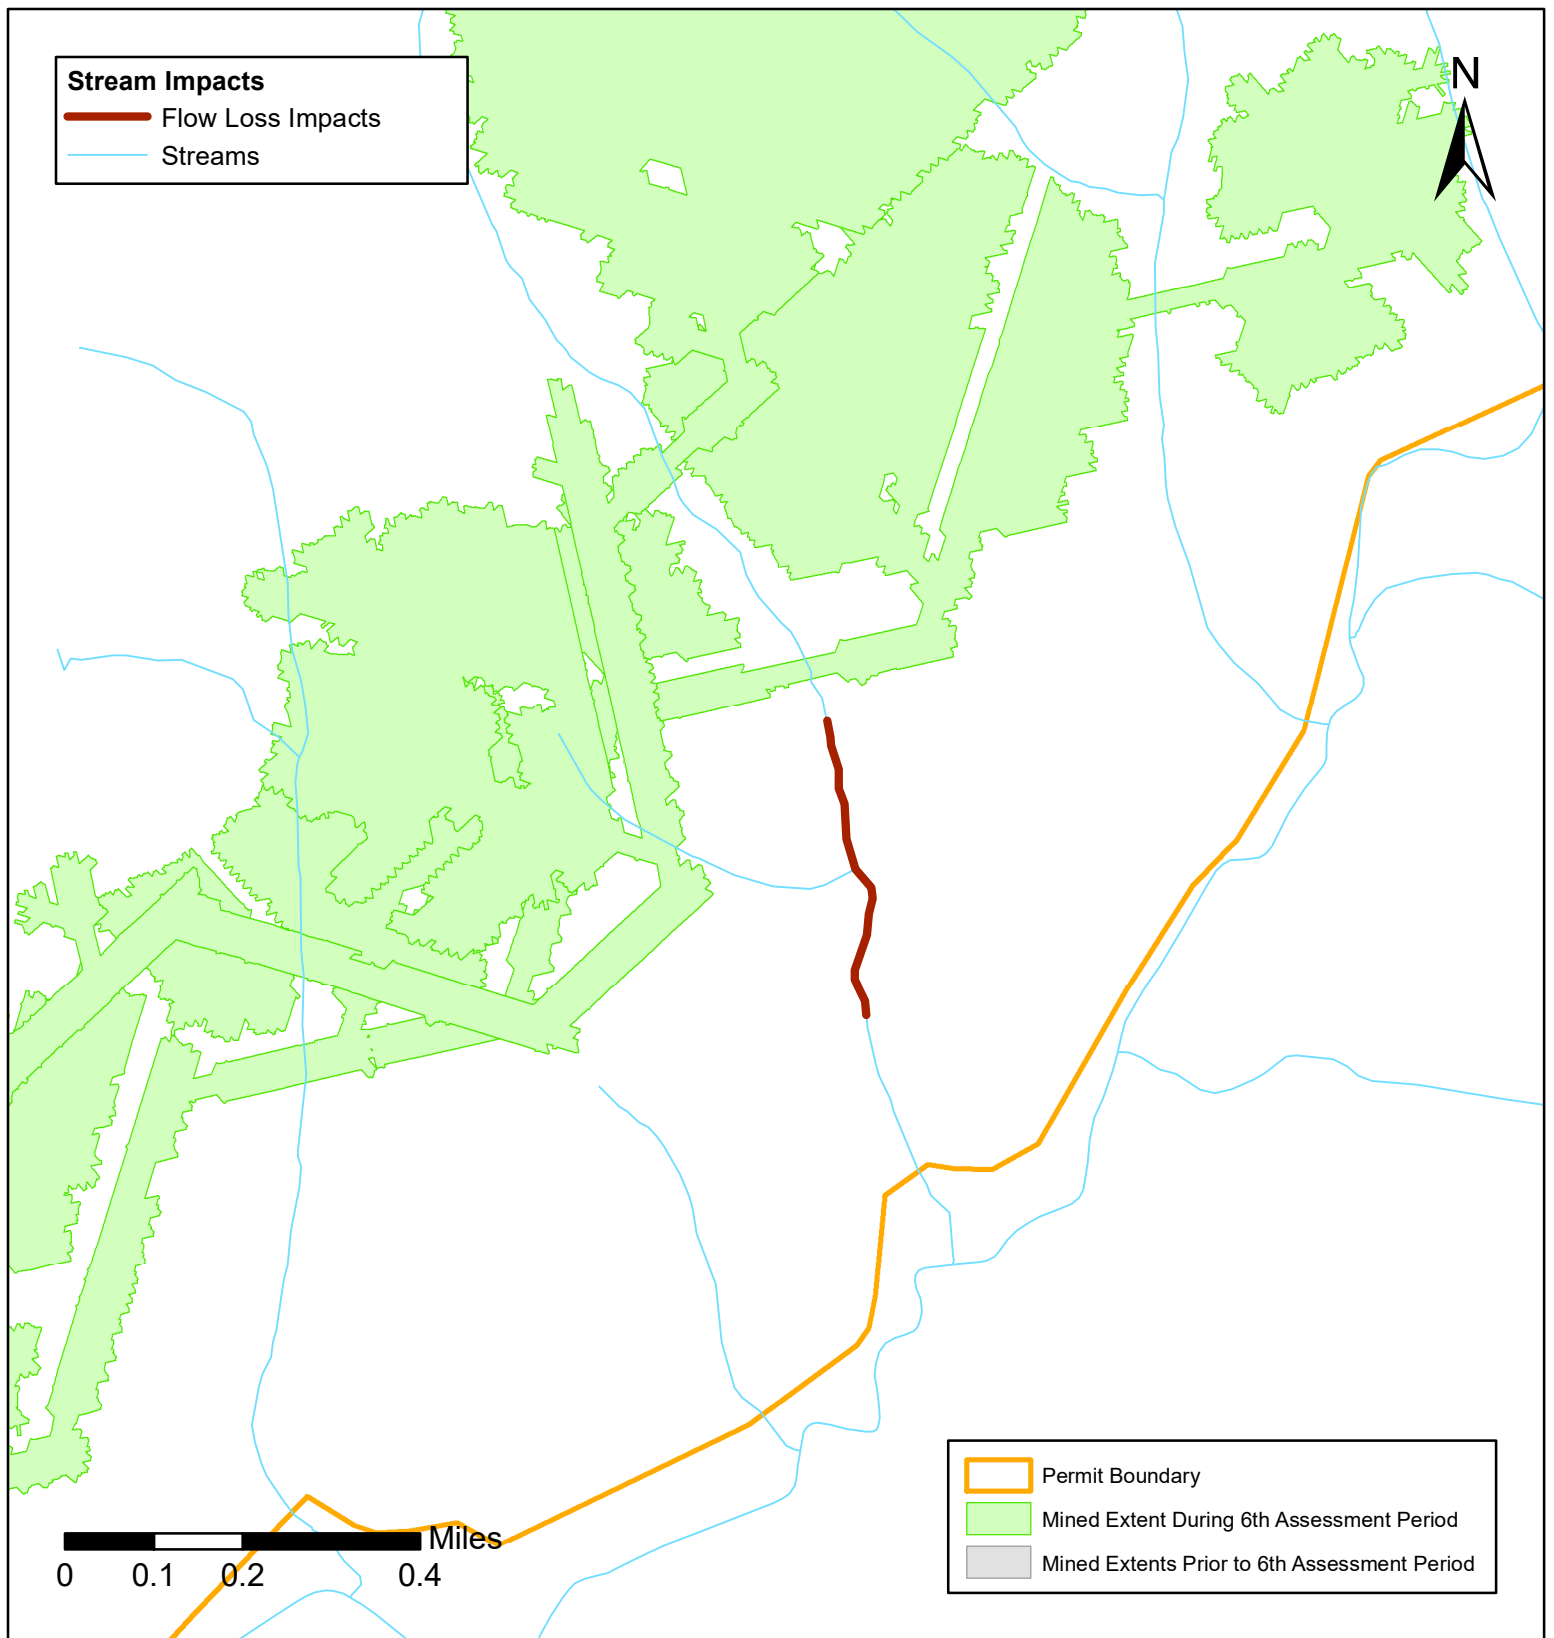 Stream Impacts
Flow Loss Impacts
Streams
N
Permit Boundary
Mined Extent During 6th Assessment Period
Mined Extents Prior to 6th Assessment Period
Miles
0 0.1 0.2 0.4